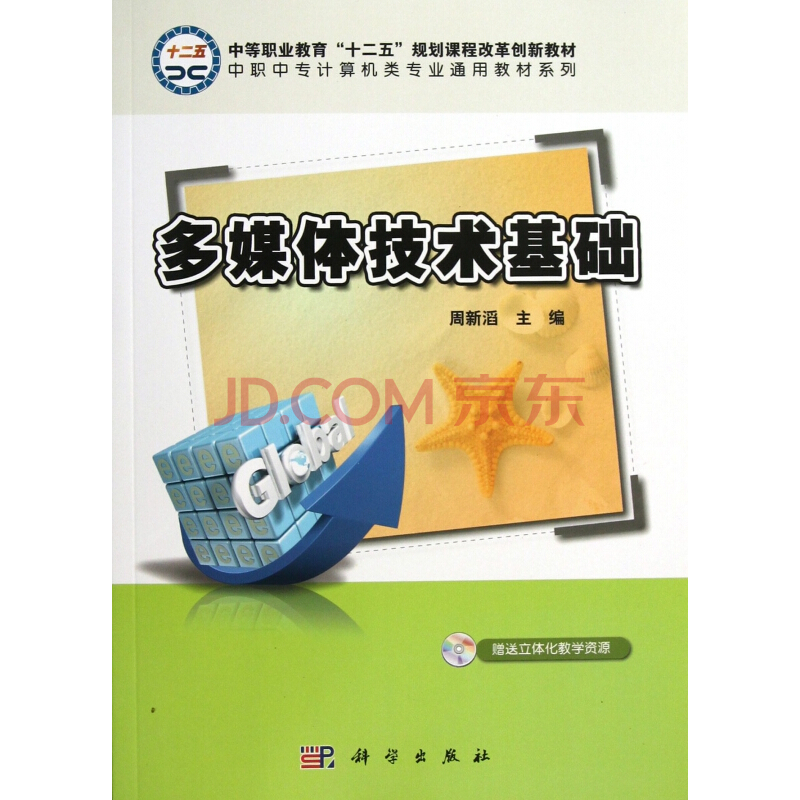 十二五
中等职业教育“十二五”规划课程改革创新教材
中职中专计算机类专业通用教材系列
多媒体技术基础
周新滔 主 编
JD.COM 京东
Global
赠送立体化教学资源
科学出版社